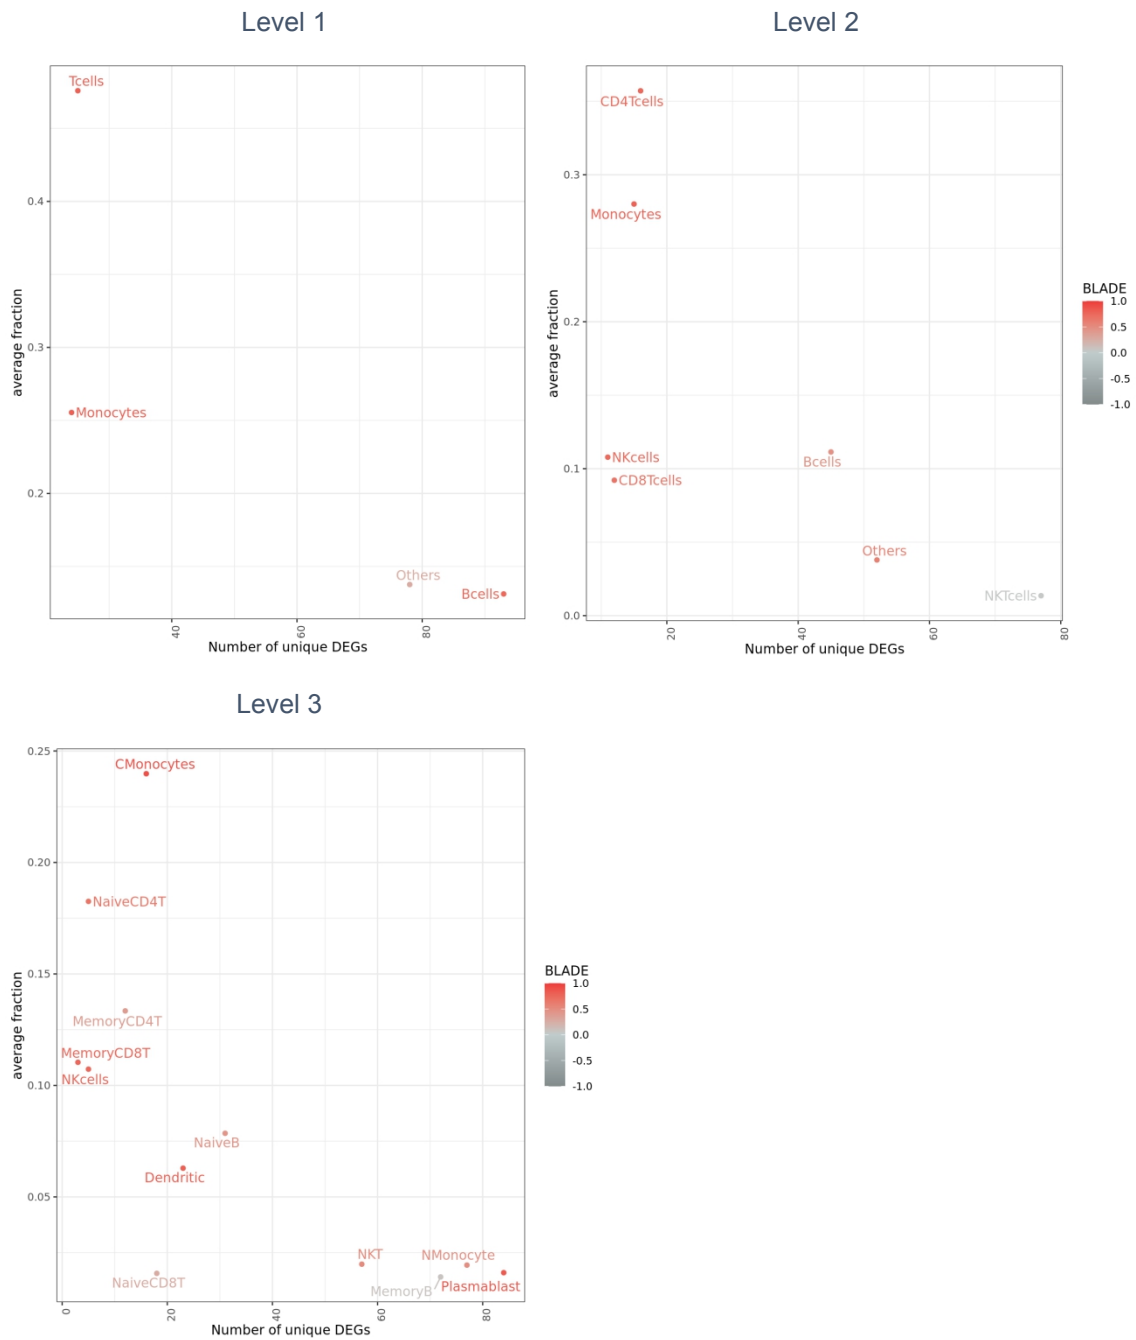 Level 1
Tcells
Monocytes
Others
Bcells
0.4
0.3
0.2
average fraction
40
60
80
Number of unique DEGs
Level 2
CD4Tcells
Monocytes
NKcells
CD8Tcells
Bcells
Others
NKTcells
0.3
0.2
0.1
0.0
average fraction
20
40
60
80
Number of unique DEGs
BLADE
1.0
0.5
0.0
-0.5
-1.0
Level 3
CMonocytes
NaiveCD4T
MemoryCD4T
MemoryCD8T
NKcells
NaiveB
Dendritic
NKT
NMonocyte
NaiveCD8T
MemoryB
Plasmablast
0.25
0.20
0.15
0.10
0.05
average fraction
0
20
40
60
80
Number of unique DEGs
BLADE
1.0
0.5
0.0
-0.5
-1.0